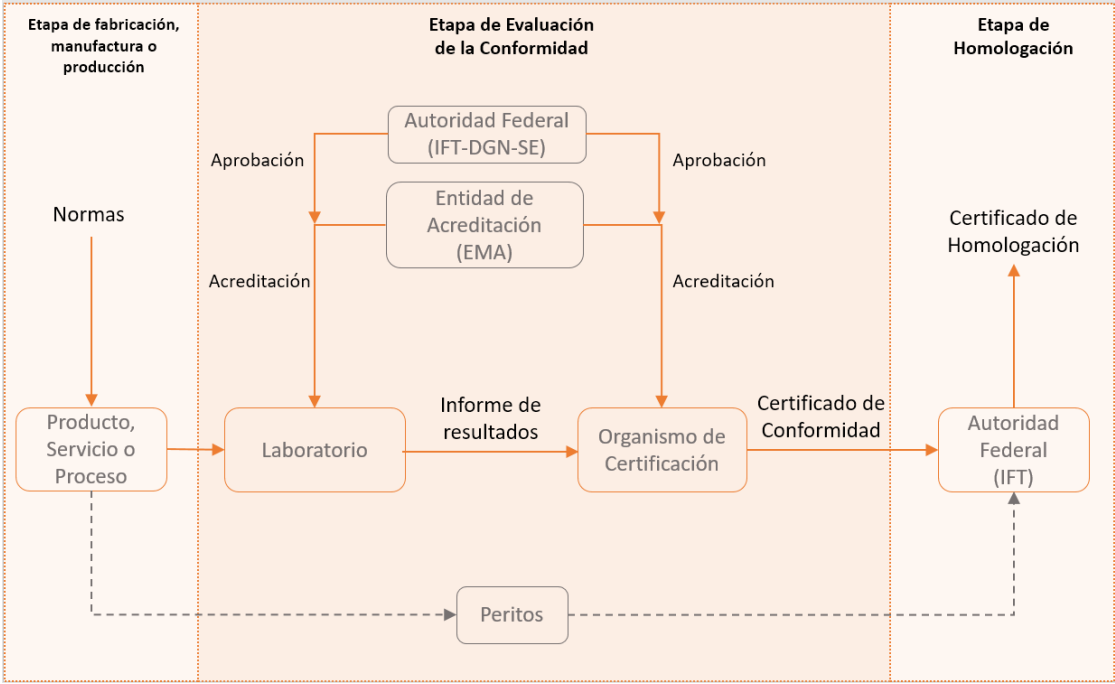 Etapa de fabricación,
manufactura o
producción
Etapa de Evaluación
de la Conformidad
Etapa de
Homologación
Autoridad Federal
(IFT-DGN-SE)
Aprobación
Aprobación
Entidad de
Acreditación
(EMA)
Normas
Certificado de
Homologación
Acreditación
Acreditación
Producto,
Servicio o
Proceso
Laboratorio
Informe de
resultados
Organismo de
Certificación
Certificado de
Conformidad
Autoridad
Federal
(IFT)
Peritos